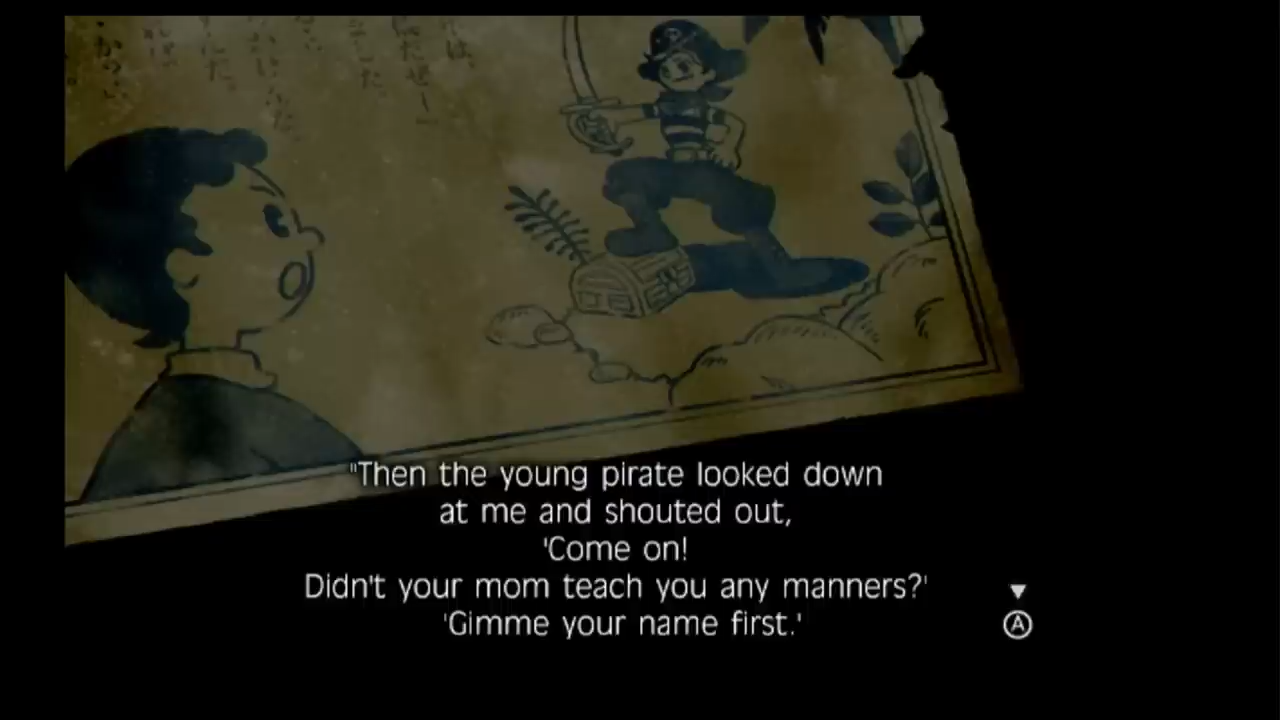 "Then the young pirate looked down
at me and shouted out,
'Come on!
Didn't your mom teach you any manners?'
'Gimme your name first.'
A